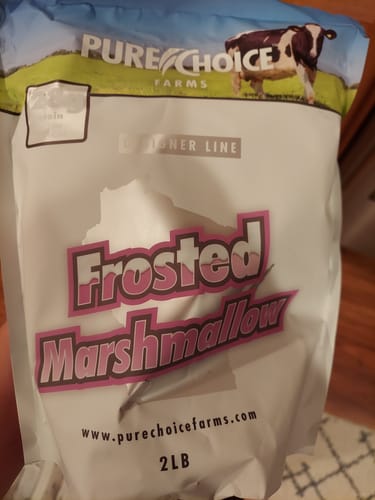 PURE CHOICE
FARMS
LINE
Frosted
Marshmallow
www.purechoicefarms.com
2LB